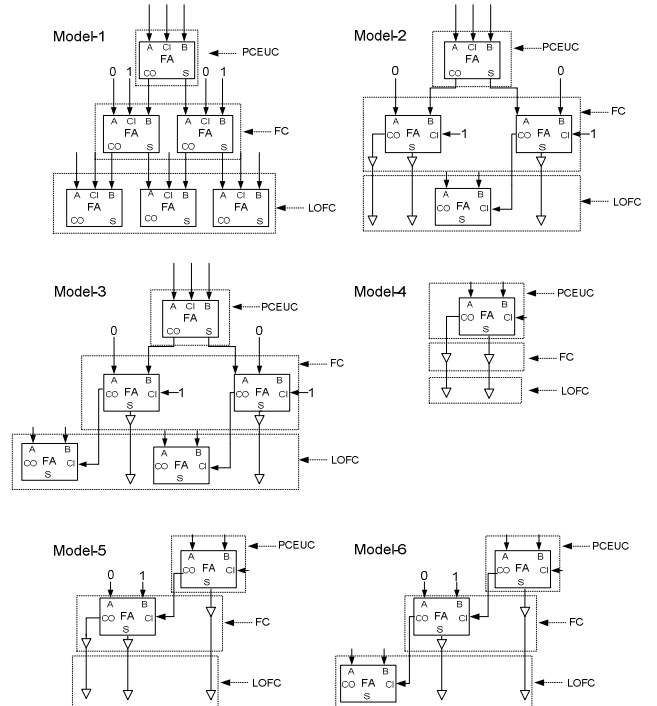 Model-1
A CI B
FA
CO S
PCEUC
0 1 0 1
A CI B
FA
CO S
A CI B
FA
CO S
FC
A CI B
FA
CO S
A CI B
FA
CO S
A CI B
FA
CO S
LOFC
Model-2
A CI B
FA
CO S
PCEUC
0 0
A B
CO FA CI 1
S
A B
CO FA CI 1
S
FC
A B
CO FA CI
S
LOFC
Model-3
A CI B
FA
CO S
PCEUC
0 0
A B
CO FA CI 1
S
A B
CO FA CI 1
S
FC
A B
CO FA CI
S
A B
CO FA CI
S
LOFC
Model-4
A B
CO FA CI
S
PCEUC
FC
LOFC
Model-5
A B
CO FA CI
S
PCEUC
0 1
A B
CO FA CI
S
FC
LOFC
Model-6
A B
CO FA CI
S
PCEUC
0 1
A B
CO FA CI
S
FC
A B
CO FA CI
S
LOFC